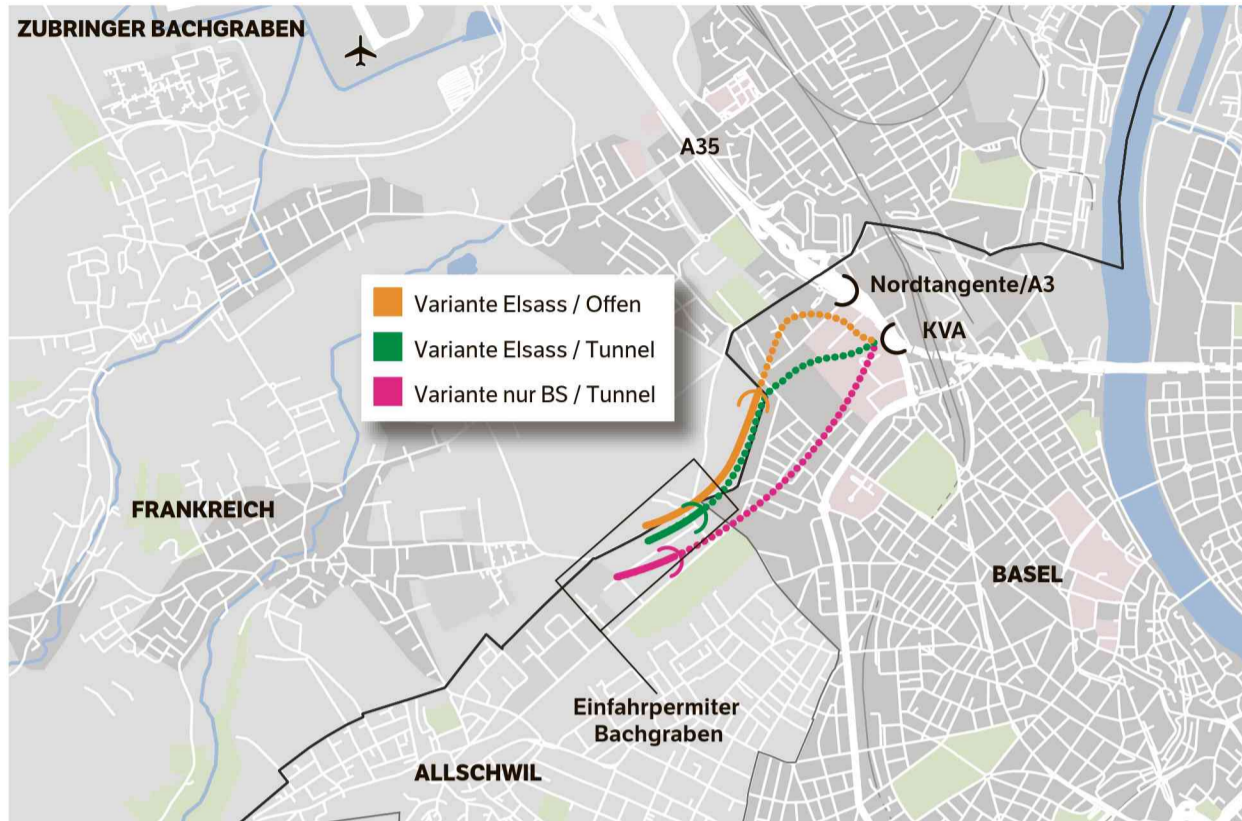 ZUBRINGER BACHGRABEN
A35
Variante Elsass / Offen
Variante Elsass / Tunnel
Variante nur BS / Tunnel
Nordtangente/A3
KVA
FRANKREICH
BASEL
Einfahrpermiter
Bachgraben
ALLSCHWIL